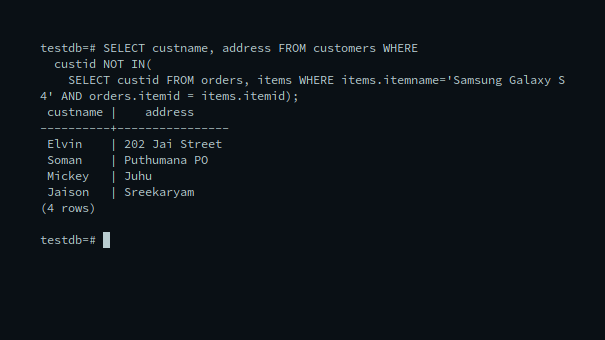 testdb=# SELECT custname, address FROM customers WHERE
  custid NOT IN(
    SELECT custid FROM orders, items WHERE items.itemname='Samsung Galaxy S
4' AND orders.itemid = items.itemid);
 custname |    address
----------+----------------
 Elvin    | 202 Jai Street
 Soman    | Puthumana PO
 Mickey   | Juhu
 Jaison   | Sreekaryam
(4 rows)

testdb=#